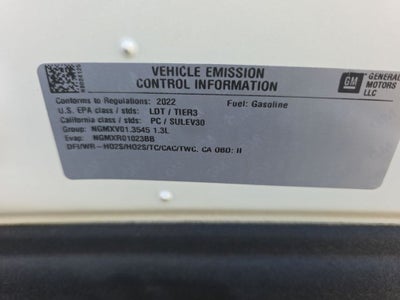 VEHICLE EMISSION
CONTROL INFORMATION
GM
GENERAL
MOTORS
LLC
Conforms to Regulations: 2022 Fuel: Gasoline
U.S. EPA class / stds: LDT / TIER3
California class / stds: PC / SULEV30
Group: NGMXV01.3545 1.3L
Evap: NGMXR01023BB
DFI/WR-HO2S/HO2S/TC/CAC/TWC, CA OBD: II